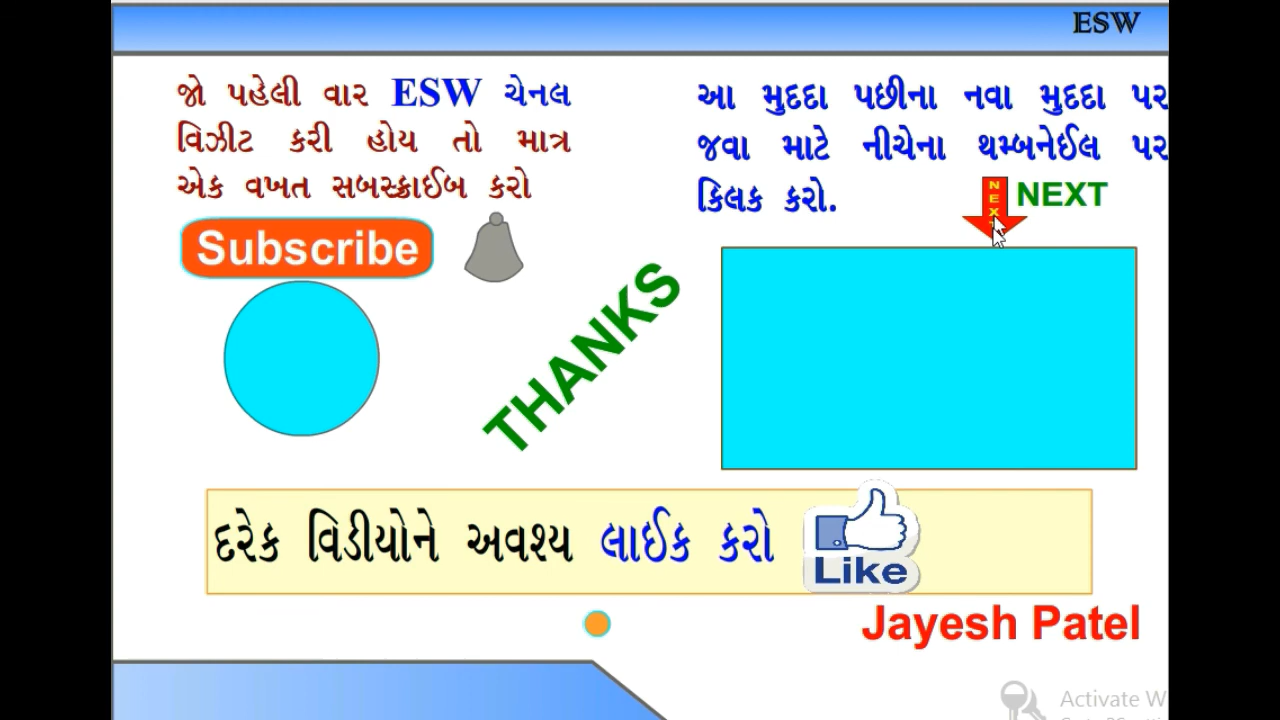 ESW
જો પહેલી વાર ESW ચેનલ
વિઝીટ કરી હોય તો માત્ર
એક વખત સબસ્ક્રાઈબ કરો
Subscribe
આ મુદદા પછીના નવા મુદદા પર
જવા માટે નીચેના થમ્બનેઈલ પર
ક્લિક કરો.
NEXT
NEXT
THANKS
દરેક વિડીયોને અવશ્ય લાઈક કરો
Like
Jayesh Patel
Activate W